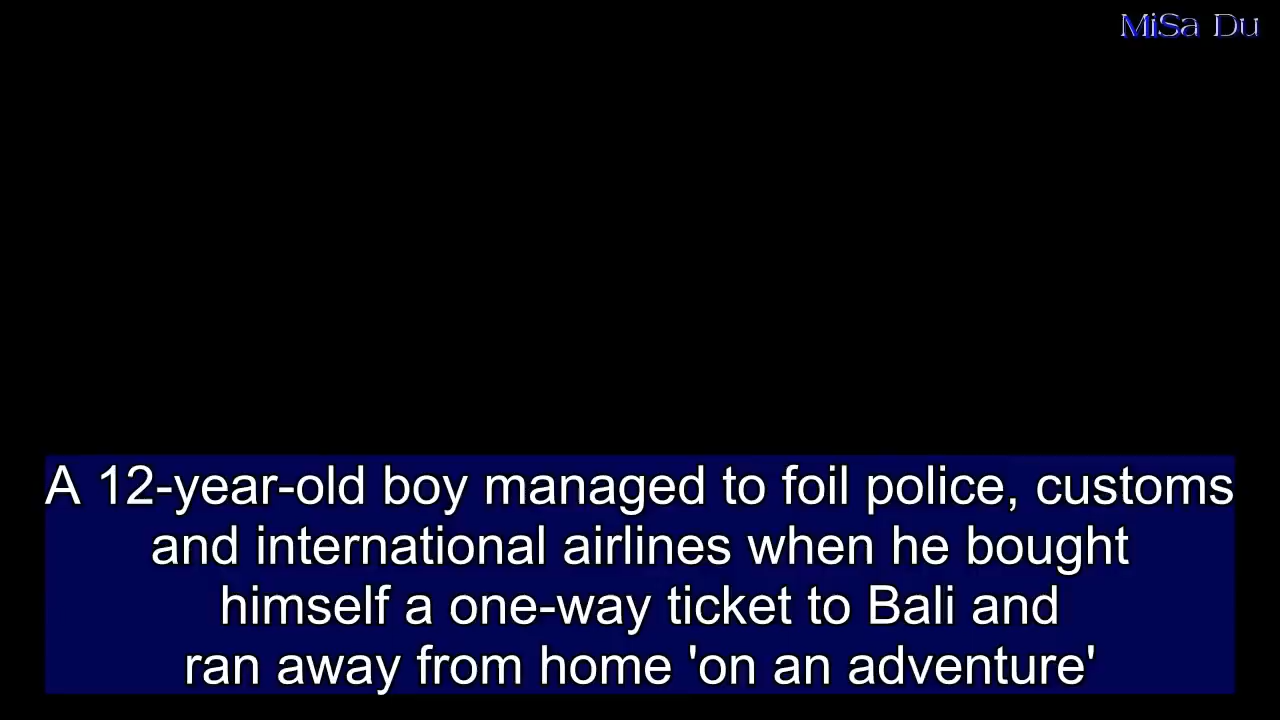 MiSa Du
A 12-year-old boy managed to foil police, customs
and international airlines when he bought
himself a one-way ticket to Bali and
ran away from home 'on an adventure'